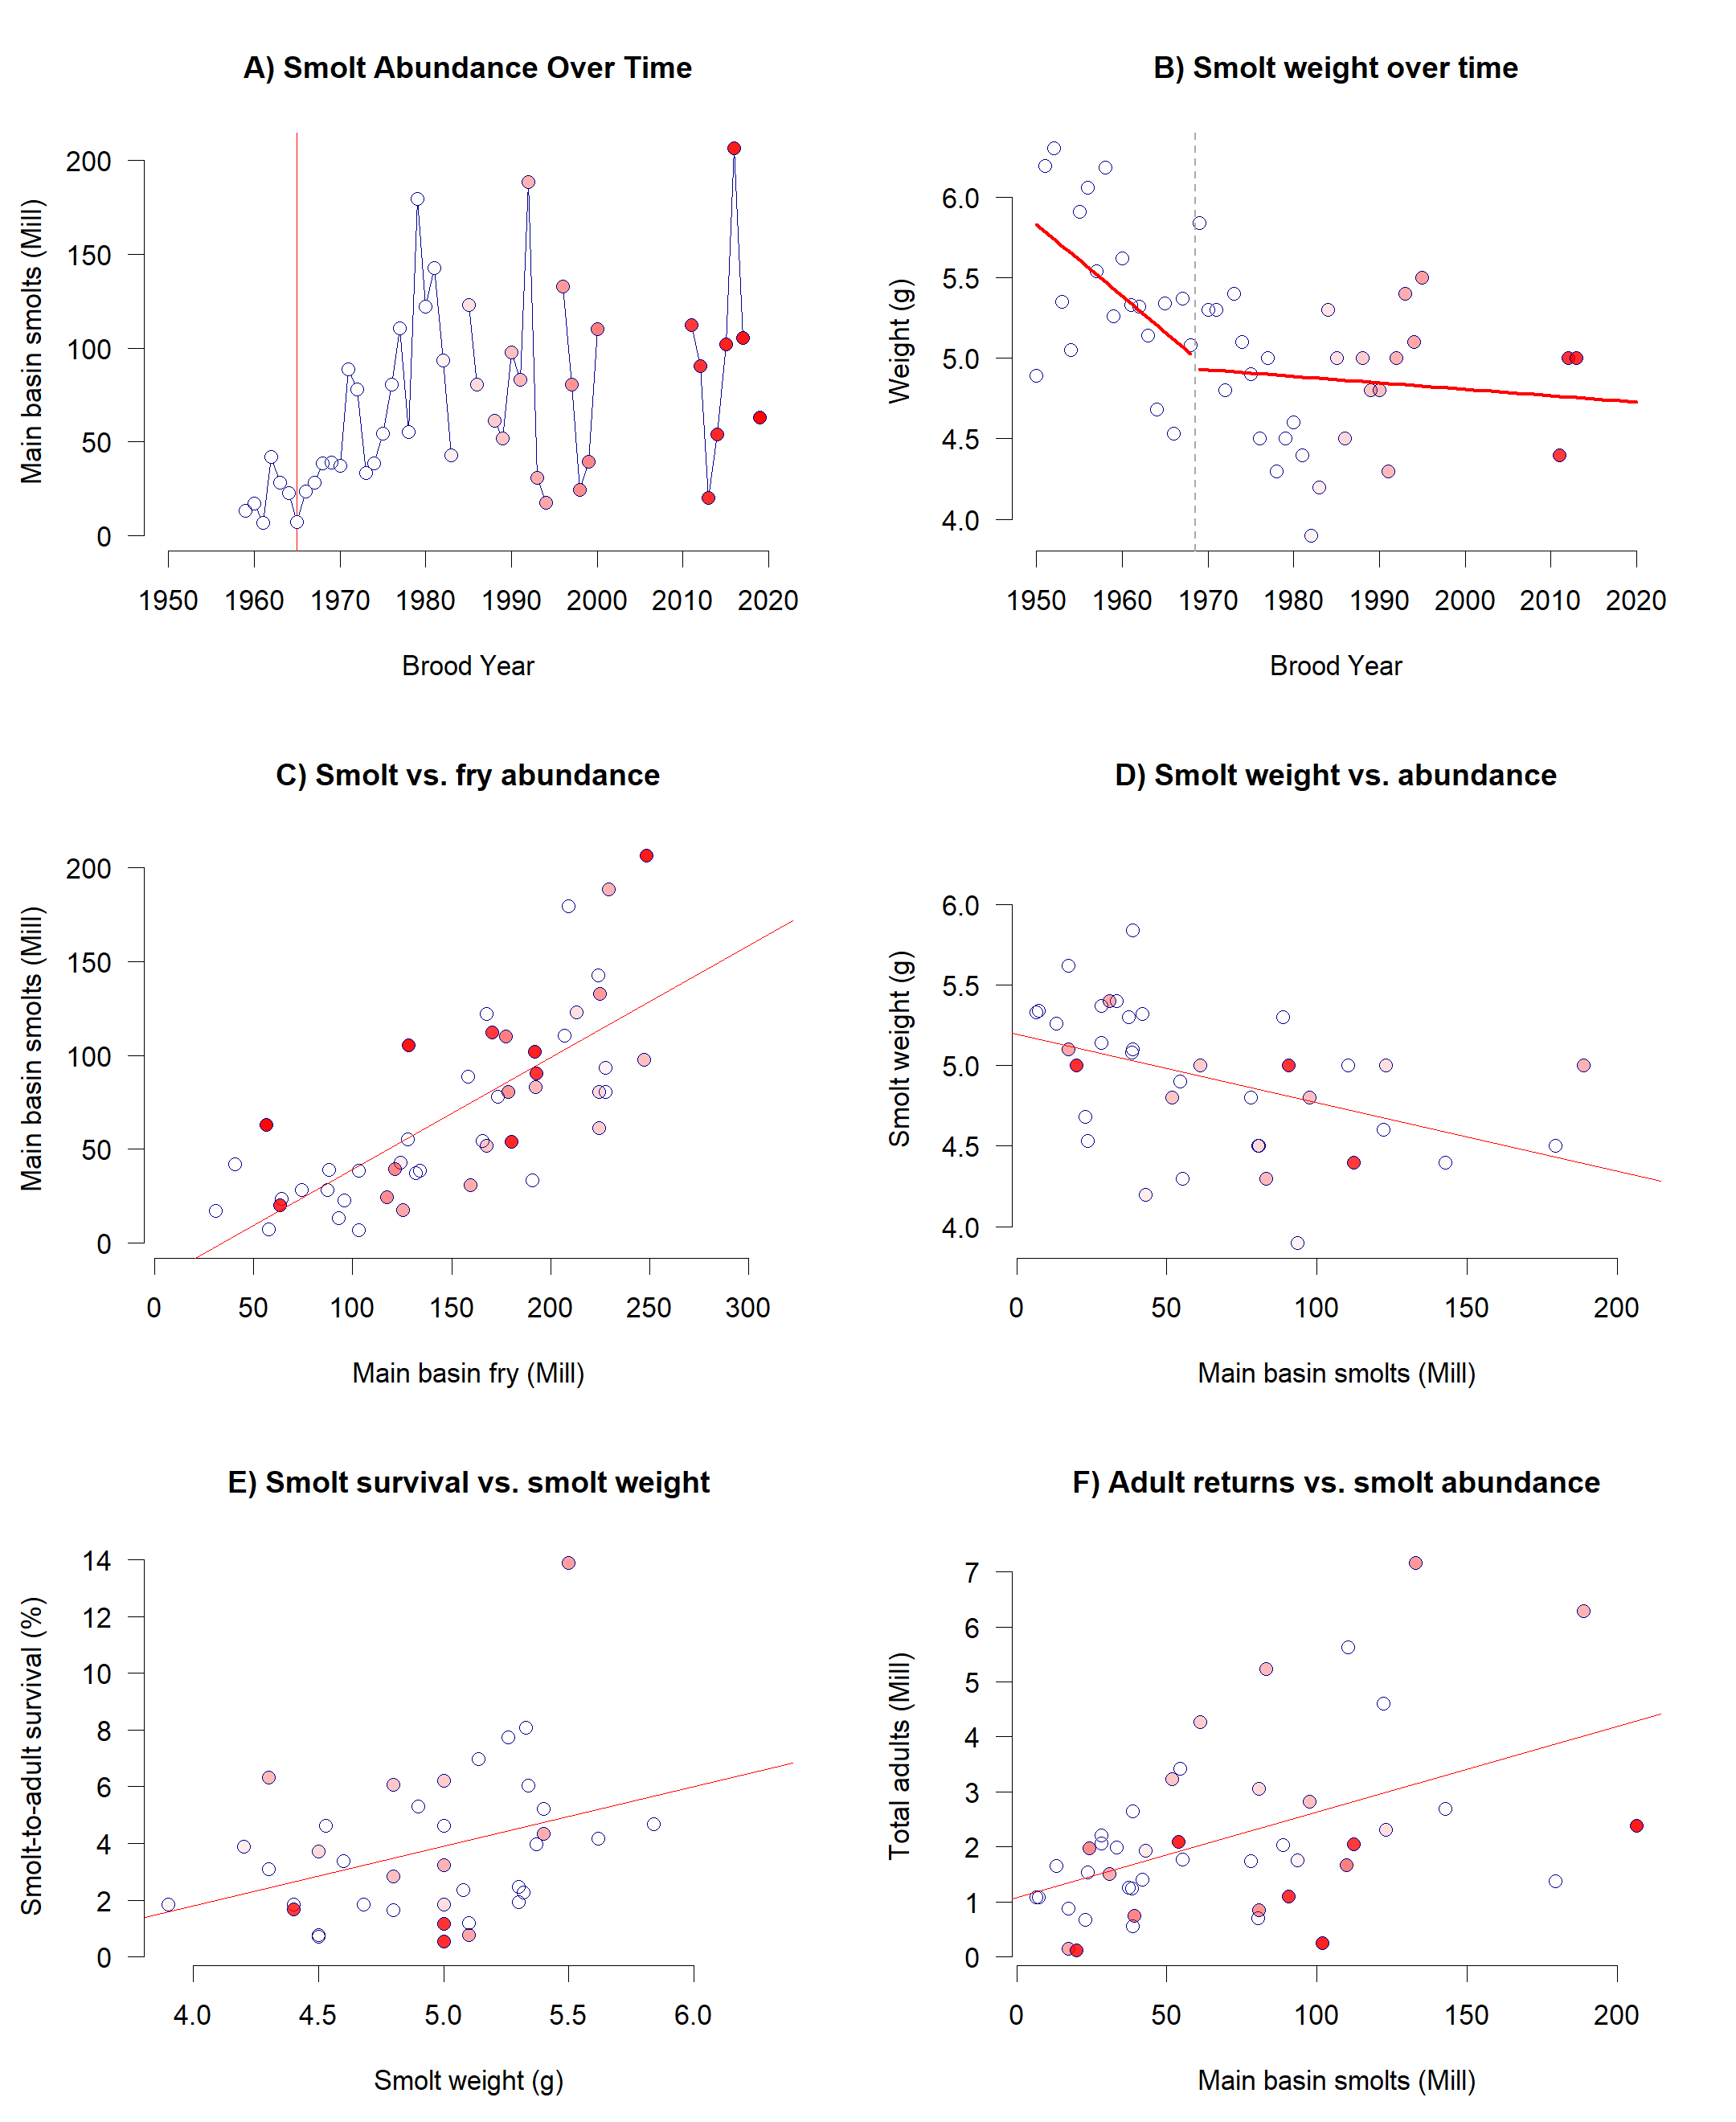 A) Smolt Abundance Over Time
Main basin smolts (Mill)
200
150
100
50
0
1950 1960 1970 1980 1990 2000 2010 2020
Brood Year
B) Smolt weight over time
Weight (g)
6.0
5.5
5.0
4.5
4.0
1950 1960 1970 1980 1990 2000 2010 2020
Brood Year
C) Smolt vs. fry abundance
Main basin smolts (Mill)
200
150
100
50
0
0 50 100 150 200 250 300
Main basin fry (Mill)
D) Smolt weight vs. abundance
Smolt weight (g)
6.0
5.5
5.0
4.5
4.0
0 50 100 150 200
Main basin smolts (Mill)
E) Smolt survival vs. smolt weight
Smolt-to-adult survival (%)
14
12
10
8
6
4
2
0
4.0 4.5 5.0 5.5 6.0
Smolt weight (g)
F) Adult returns vs. smolt abundance
Total adults (Mill)
7
6
5
4
3
2
1
0
0 50 100 150 200
Main basin smolts (Mill)